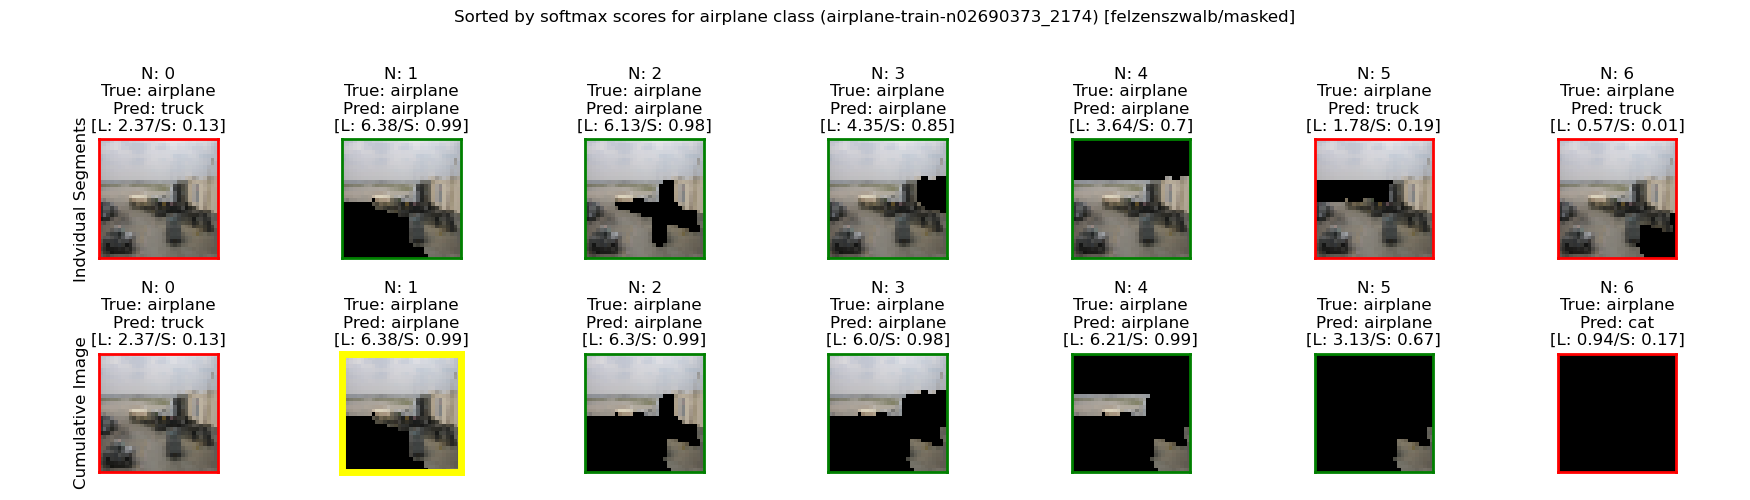 Sorted by softmax scores for airplane class (airplane-train-n02690373_2174) [felzenszwalb/masked]
Indvidual Segments
N: 0
True: airplane
Pred: truck
[L: 2.37/S: 0.13]
N: 1
True: airplane
Pred: airplane
[L: 6.38/S: 0.99]
N: 2
True: airplane
Pred: airplane
[L: 6.13/S: 0.98]
N: 3
True: airplane
Pred: airplane
[L: 4.35/S: 0.85]
N: 4
True: airplane
Pred: airplane
[L: 3.64/S: 0.7]
N: 5
True: airplane
Pred: truck
[L: 1.78/S: 0.19]
N: 6
True: airplane
Pred: truck
[L: 0.57/S: 0.01]
Cumulative Image
N: 0
True: airplane
Pred: truck
[L: 2.37/S: 0.13]
N: 1
True: airplane
Pred: airplane
[L: 6.38/S: 0.99]
N: 2
True: airplane
Pred: airplane
[L: 6.3/S: 0.99]
N: 3
True: airplane
Pred: airplane
[L: 6.0/S: 0.98]
N: 4
True: airplane
Pred: airplane
[L: 6.21/S: 0.99]
N: 5
True: airplane
Pred: airplane
[L: 3.13/S: 0.67]
N: 6
True: airplane
Pred: cat
[L: 0.94/S: 0.17]